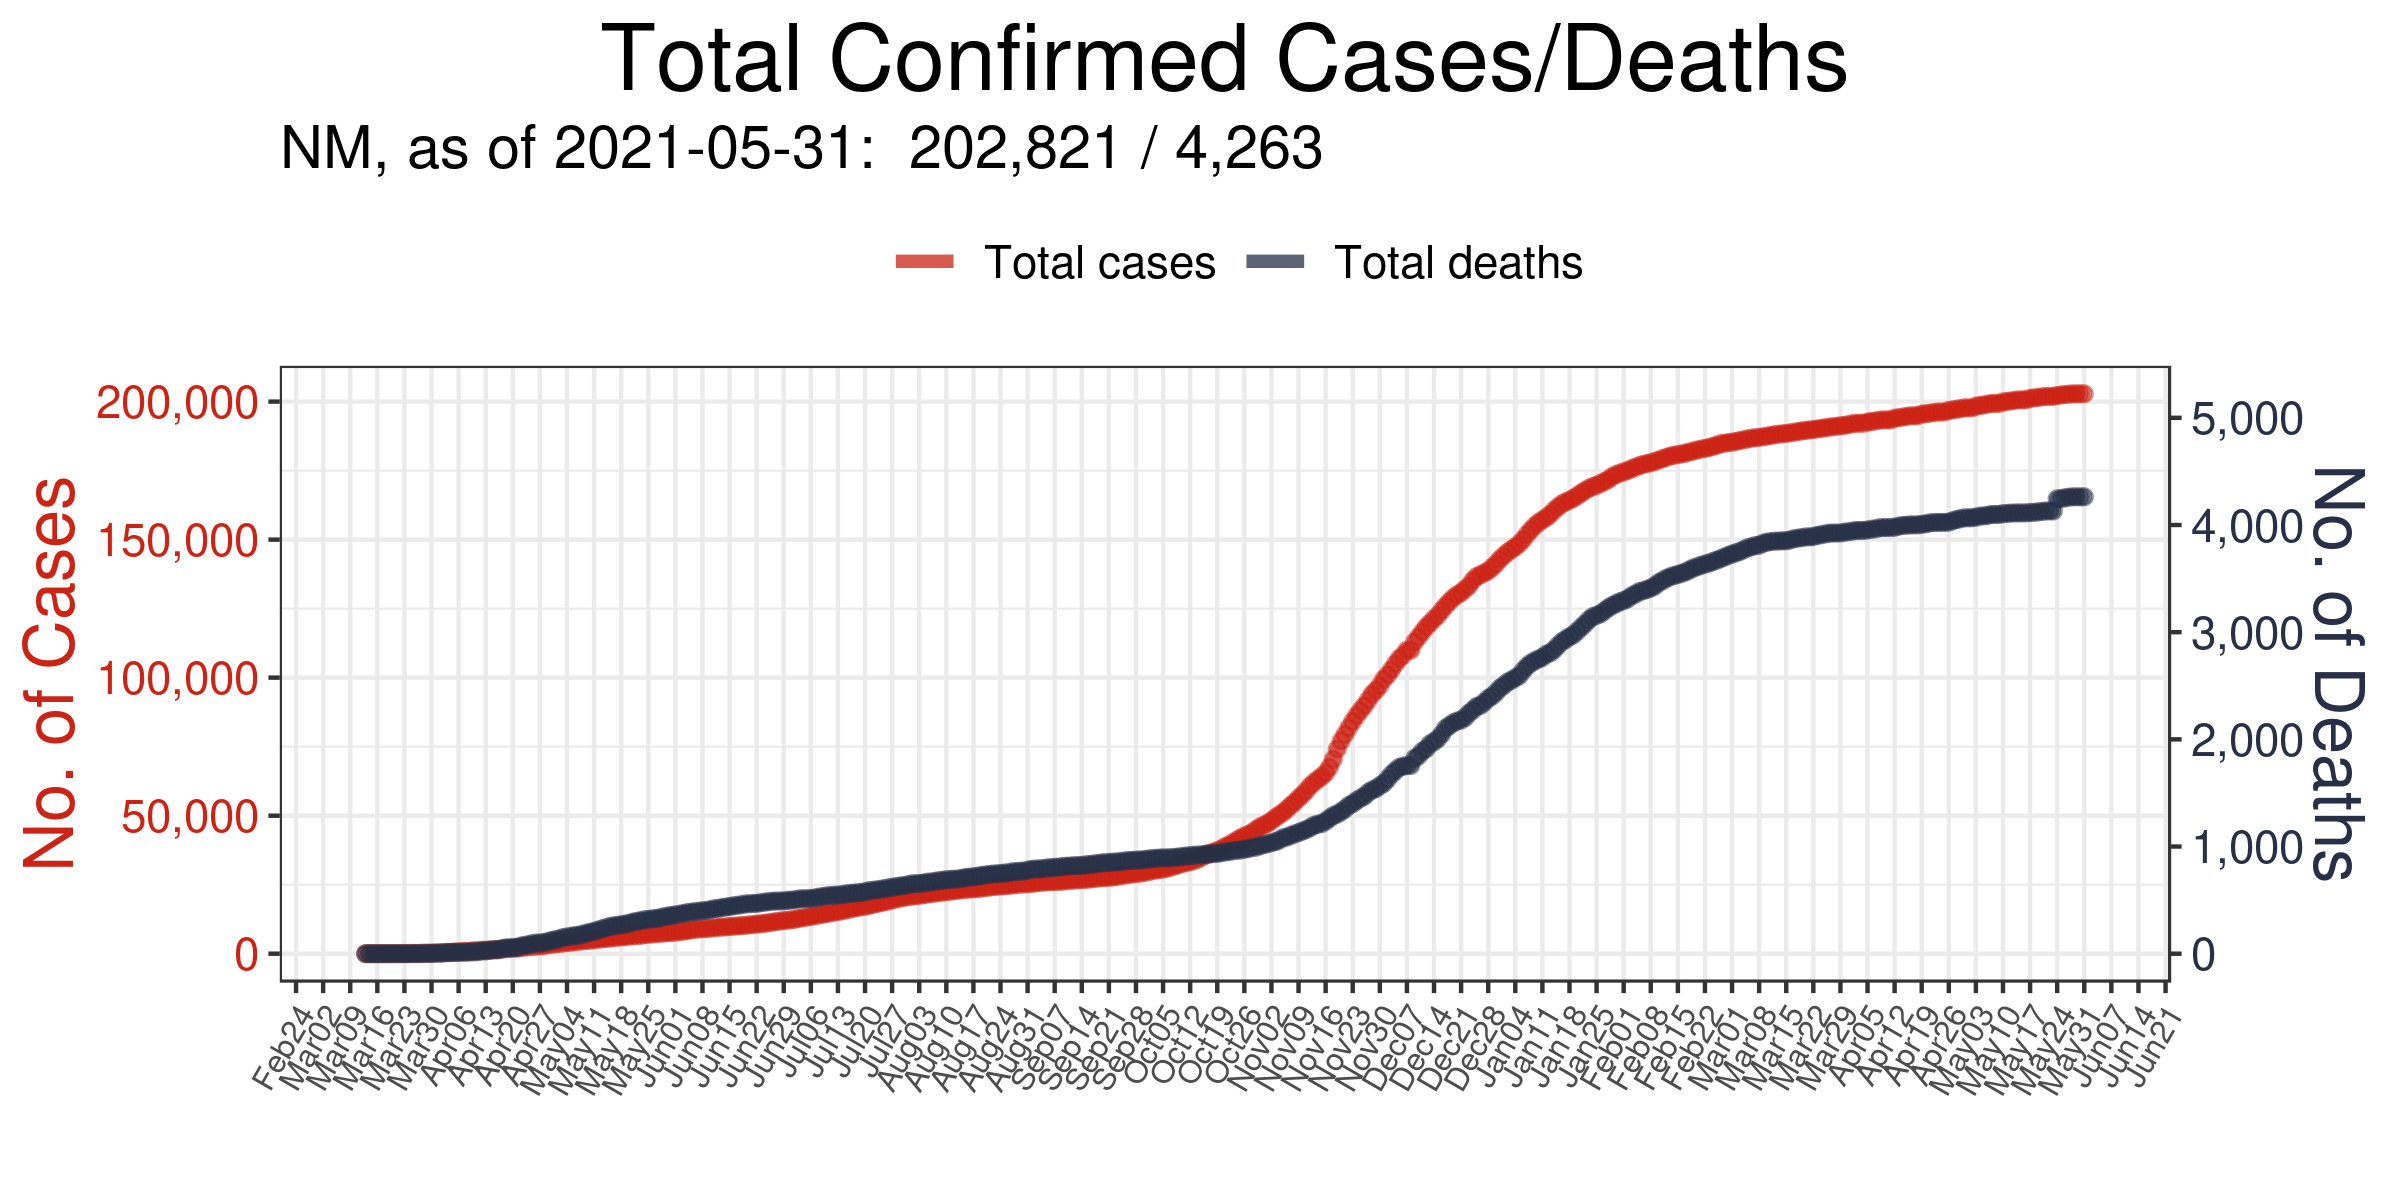 Total Confirmed Cases/Deaths
NM, as of 2021-05-31:  202,821 / 4,263
Total cases
Total deaths
No. of Cases
200,000
150,000
100,000
50,000
0
5,000
4,000
3,000
2,000
1,000
0
No. of Deaths
Feb24
Mar02
Mar09
Mar16
Mar23
Mar30
Apr06
Apr13
Apr20
Apr27
May04
May11
May18
May25
Jun01
Jun08
Jun15
Jun22
Jun29
Jul06
Jul13
Jul20
Jul27
Aug03
Aug10
Aug17
Aug24
Aug31
Sep07
Sep14
Sep21
Sep28
Oct05
Oct12
Oct19
Oct26
Nov02
Nov09
Nov16
Nov23
Nov30
Dec07
Dec14
Dec21
Dec28
Jan04
Jan11
Jan18
Jan25
Feb01
Feb08
Feb15
Feb22
Mar01
Mar08
Mar15
Mar22
Mar29
Apr05
Apr12
Apr19
Apr26
May03
May10
May17
May24
May31
Jun07
Jun14
Jun21